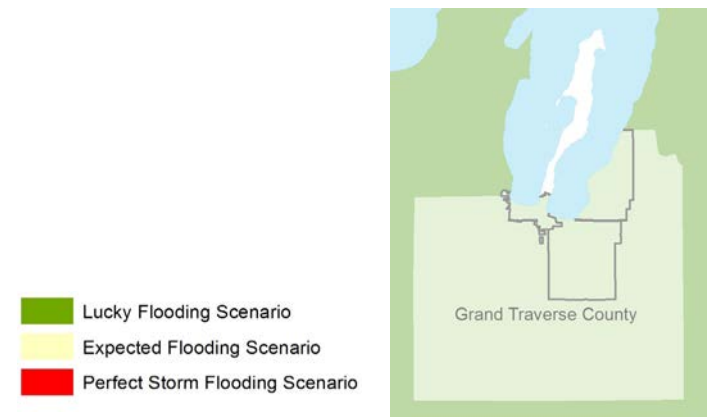 Lucky Flooding Scenario
Expected Flooding Scenario
Perfect Storm Flooding Scenario
Grand Traverse County